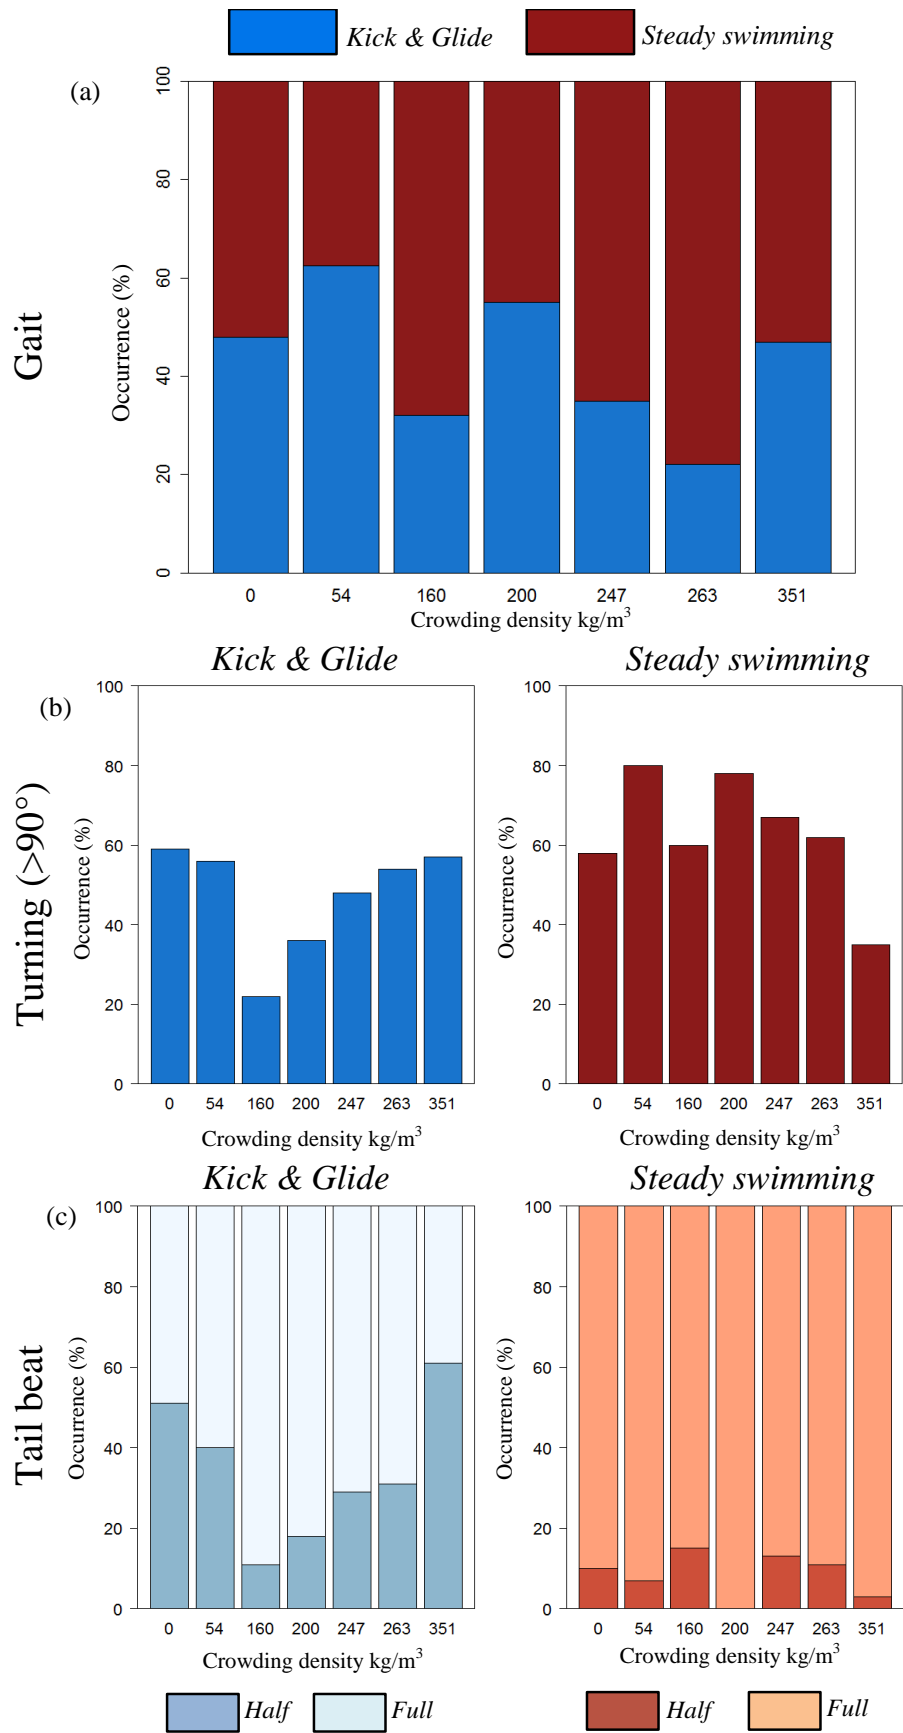 Kick & Glide Steady swimming
(a)
Gait
Occurrence (%)
100
80
60
40
20
0
0 54 160 200 247 263 351
Crowding density kg/m³
Kick & Glide Steady swimming
(b)
Turning (>90°)
Occurrence (%)
100
80
60
40
20
0
0 54 160 200 247 263 351
Crowding density kg/m³
Occurrence (%)
100
80
60
40
20
0
0 54 160 200 247 263 351
Crowding density kg/m³
Kick & Glide Steady swimming
(c)
Tail beat
Occurrence (%)
100
80
60
40
20
0
0 54 160 200 247 263 351
Crowding density kg/m³
Occurrence (%)
100
80
60
40
20
0
0 54 160 200 247 263 351
Crowding density kg/m³
Half Full
Half Full